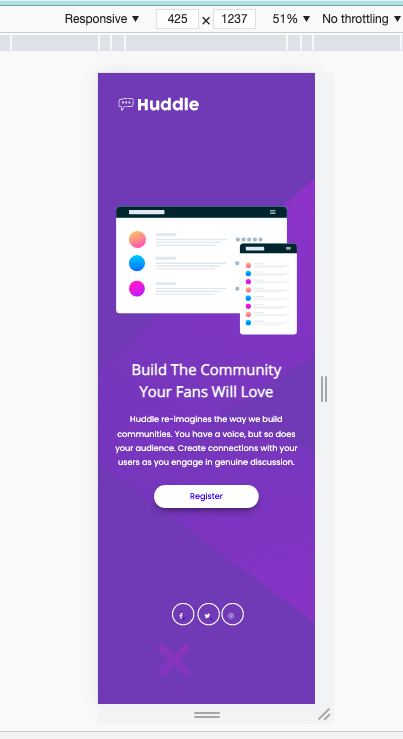 Responsive ▼ 425 × 1237 51% ▼ No throttling ▼
Huddle
Build The Community
Your Fans Will Love
Huddle re-imagines the way we build
communities. You have a voice, but so does
your audience. Create connections with your
users as you engage in genuine discussion.
Register